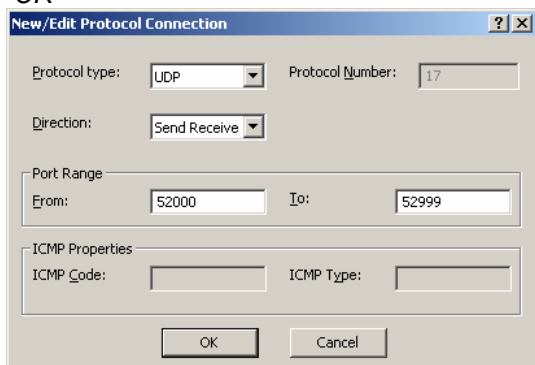 OR
New/Edit Protocol Connection
Protocol type: UDP Protocol Number: 17
Direction: Send Receive
Port Range
From: 52000 To: 52999
ICMP Properties
ICMP Code: ICMP Type:
OK Cancel